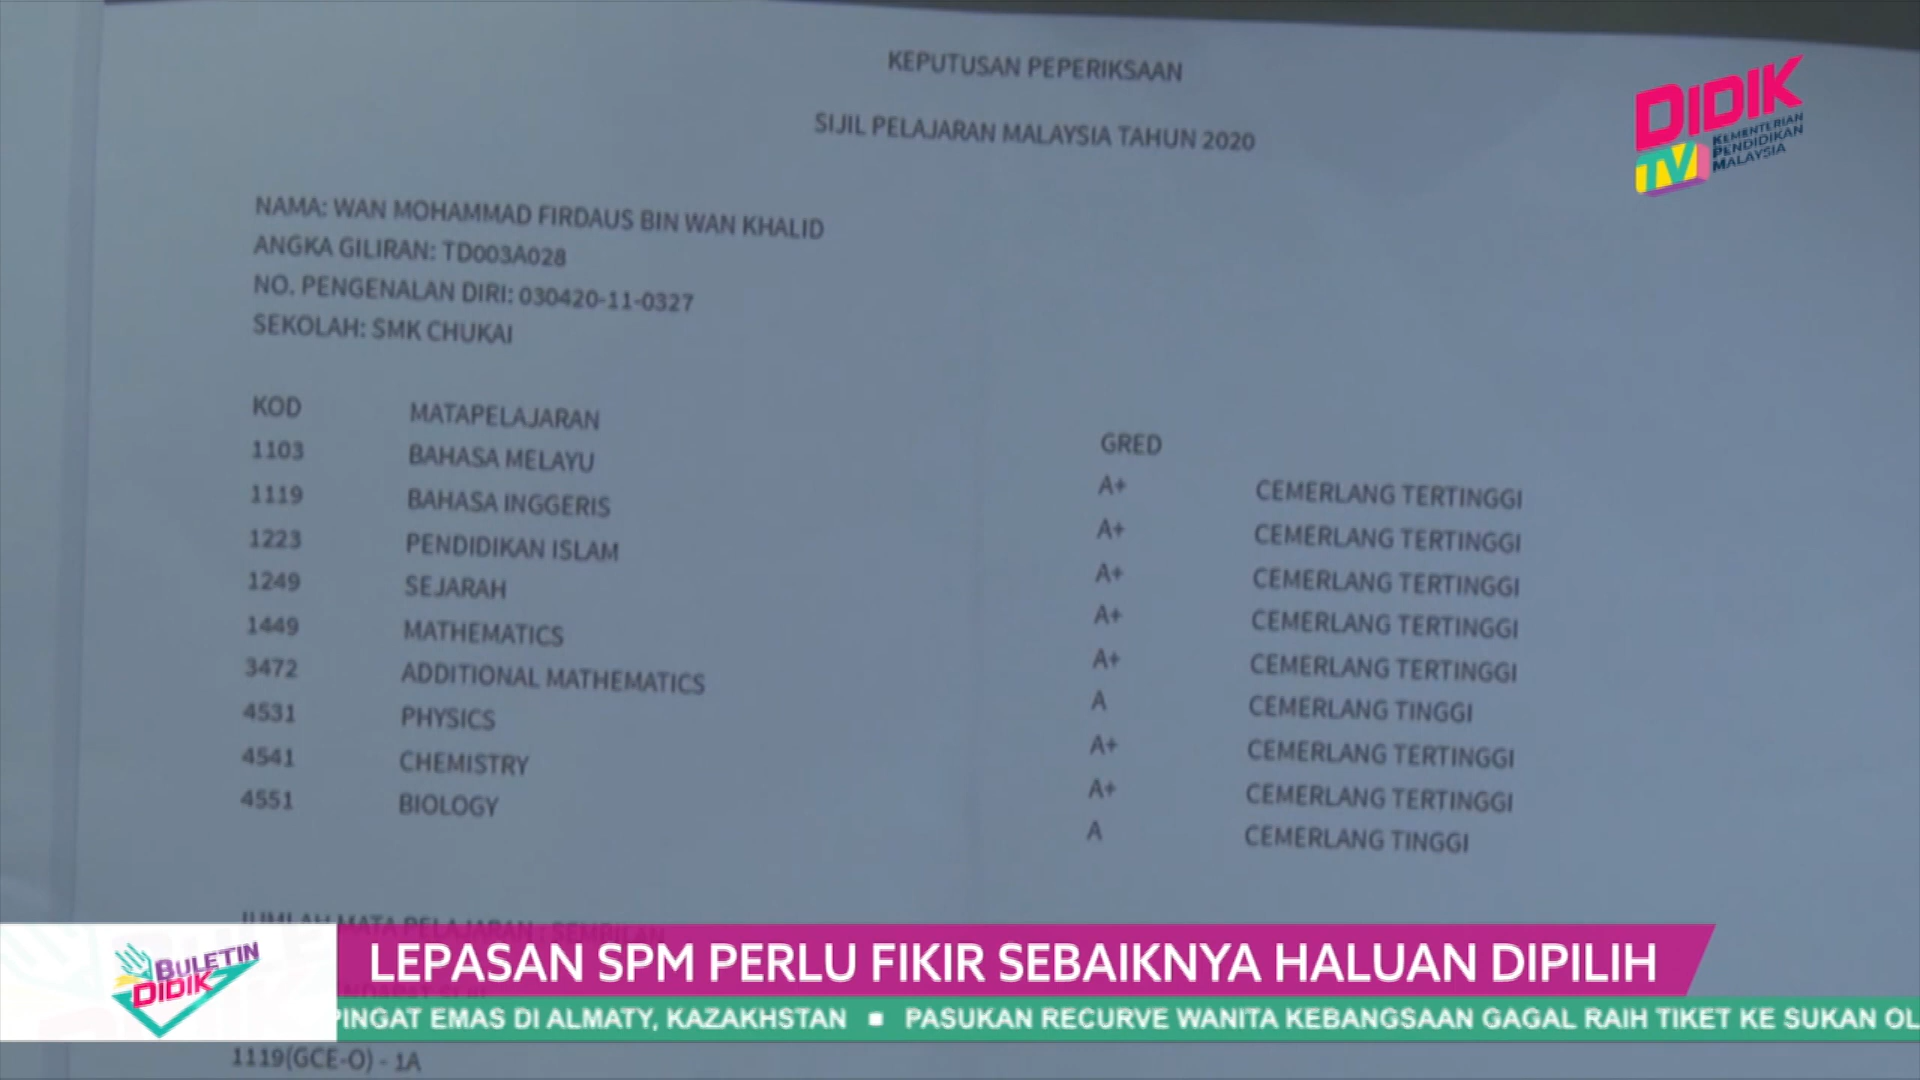 KEPUTUSAN PEPERIKSAAN
SIJIL PELAJARAN MALAYSIA TAHUN 2020
DIDIK
TV
KEMENTERIAN
PENDIDIKAN
MALAYSIA
NAMA: WAN MOHAMMAD FIRDAUS BIN WAN KHALID
ANGKA GILIRAN: TD003A028
NO. PENGENALAN DIRI: 030420-11-0327
SEKOLAH: SMK CHUKAI
KOD MATAPELAJARAN GRED
1103 BAHASA MELAYU A+ CEMERLANG TERTINGGI
1119 BAHASA INGGERIS A+ CEMERLANG TERTINGGI
1223 PENDIDIKAN ISLAM A+ CEMERLANG TERTINGGI
1249 SEJARAH A+ CEMERLANG TERTINGGI
1449 MATHEMATICS A+ CEMERLANG TERTINGGI
3472 ADDITIONAL MATHEMATICS A CEMERLANG TINGGI
4531 PHYSICS A+ CEMERLANG TERTINGGI
4541 CHEMISTRY A+ CEMERLANG TERTINGGI
4551 BIOLOGY A CEMERLANG TINGGI
JUMLAH MATA PELAJARAN : SEMBILAN
BULETIN
DIDIK
LEPASAN SPM PERLU FIKIR SEBAIKNYA HALUAN DIPILIH
PINGAT EMAS DI ALMATY, KAZAKHSTAN ■ PASUKAN RECURVE WANITA KEBANGSAAN GAGAL RAIH TIKET KE SUKAN OL
1119(GCE-O) - 1A